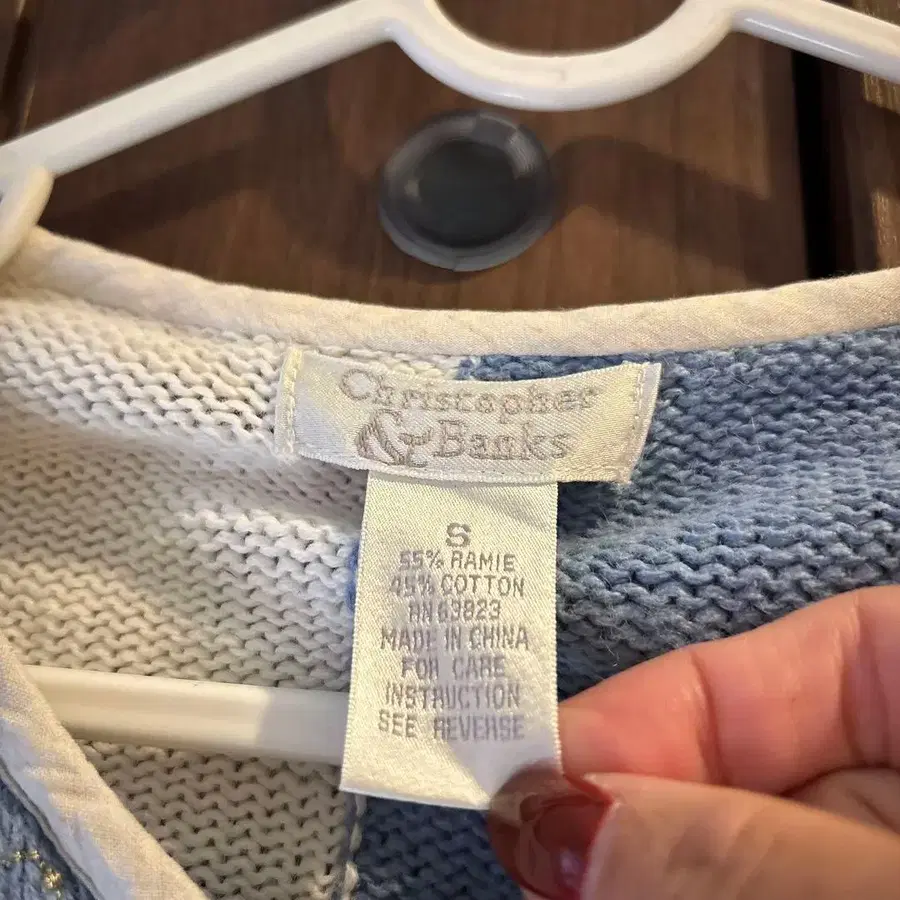 Christopher
& Banks
S
55% RAMIE
45% COTTON
RN 63823
MADE IN CHINA
FOR CARE
INSTRUCTION
SEE REVERSE